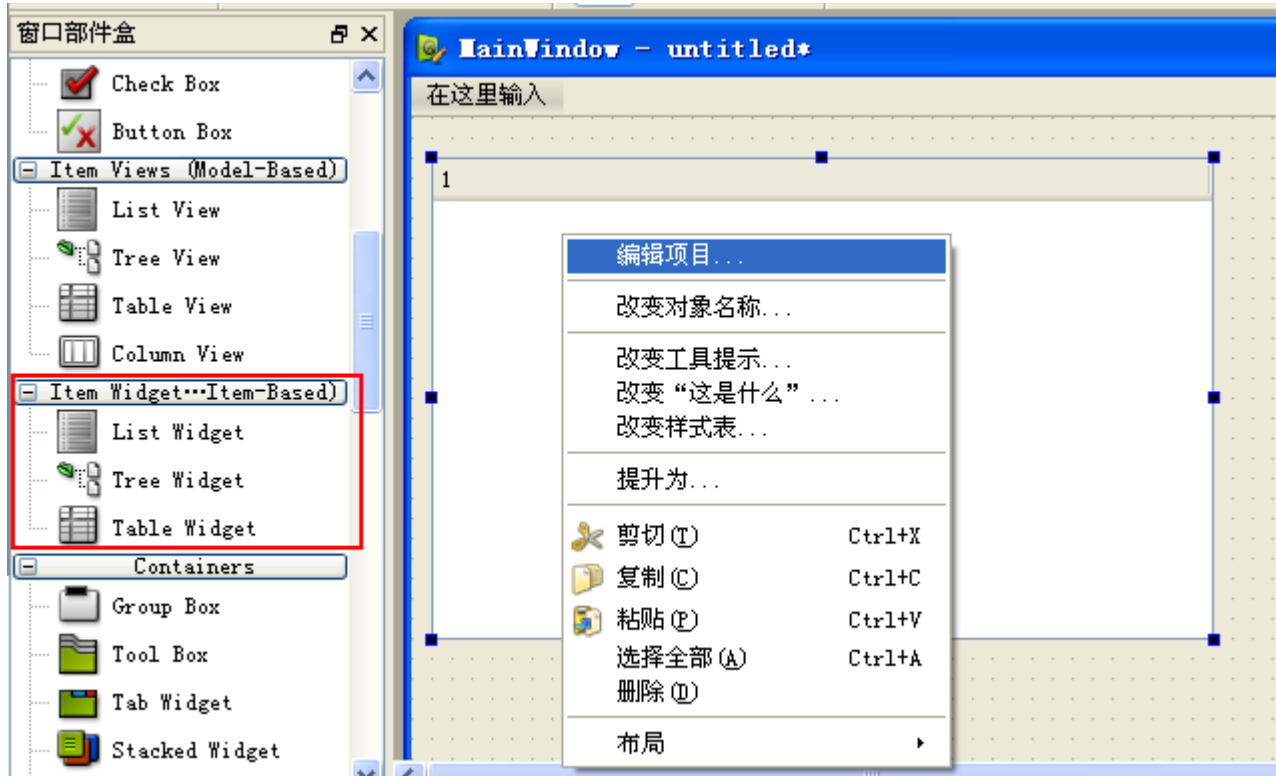 窗口部件盒
Check Box
Button Box
Item Views (Model-Based)
List View
Tree View
Table View
Column View
Item Widget…Item-Based)
List Widget
Tree Widget
Table Widget
Containers
Group Box
Tool Box
Tab Widget
Stacked Widget
MainWindow - untitled*
在这里输入
1
编辑项目...
改变对象名称...
改变工具提示...
改变“这是什么”...
改变样式表...
提升为...
剪切(T) Ctrl+X
复制(C) Ctrl+C
粘贴(P) Ctrl+V
选择全部(A) Ctrl+A
删除(D)
布局